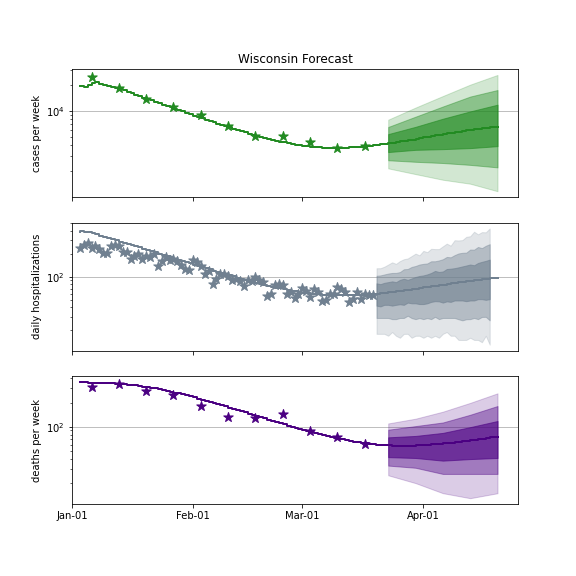 Wisconsin Forecast
cases per week
10^4
daily hospitalizations
10^2
deaths per week
10^2
Jan-01 Feb-01 Mar-01 Apr-01